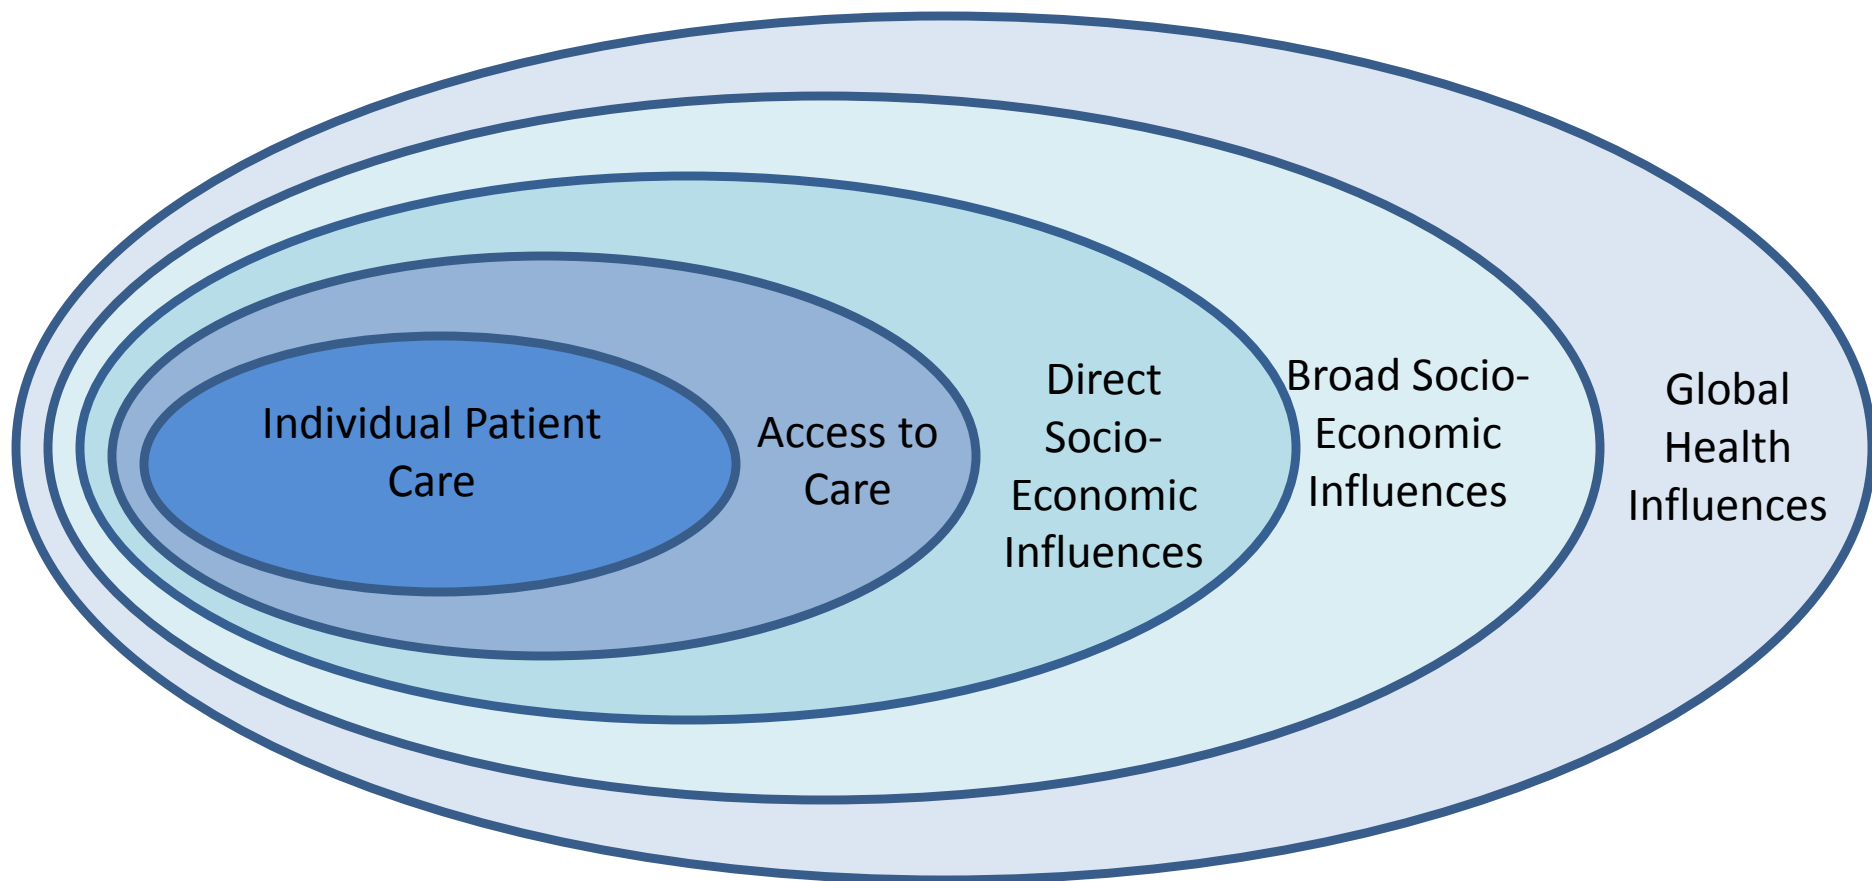 Individual Patient
Care
Access to
Care
Direct
Socio-
Economic
Influences
Broad Socio-
Economic
Influences
Global
Health
Influences